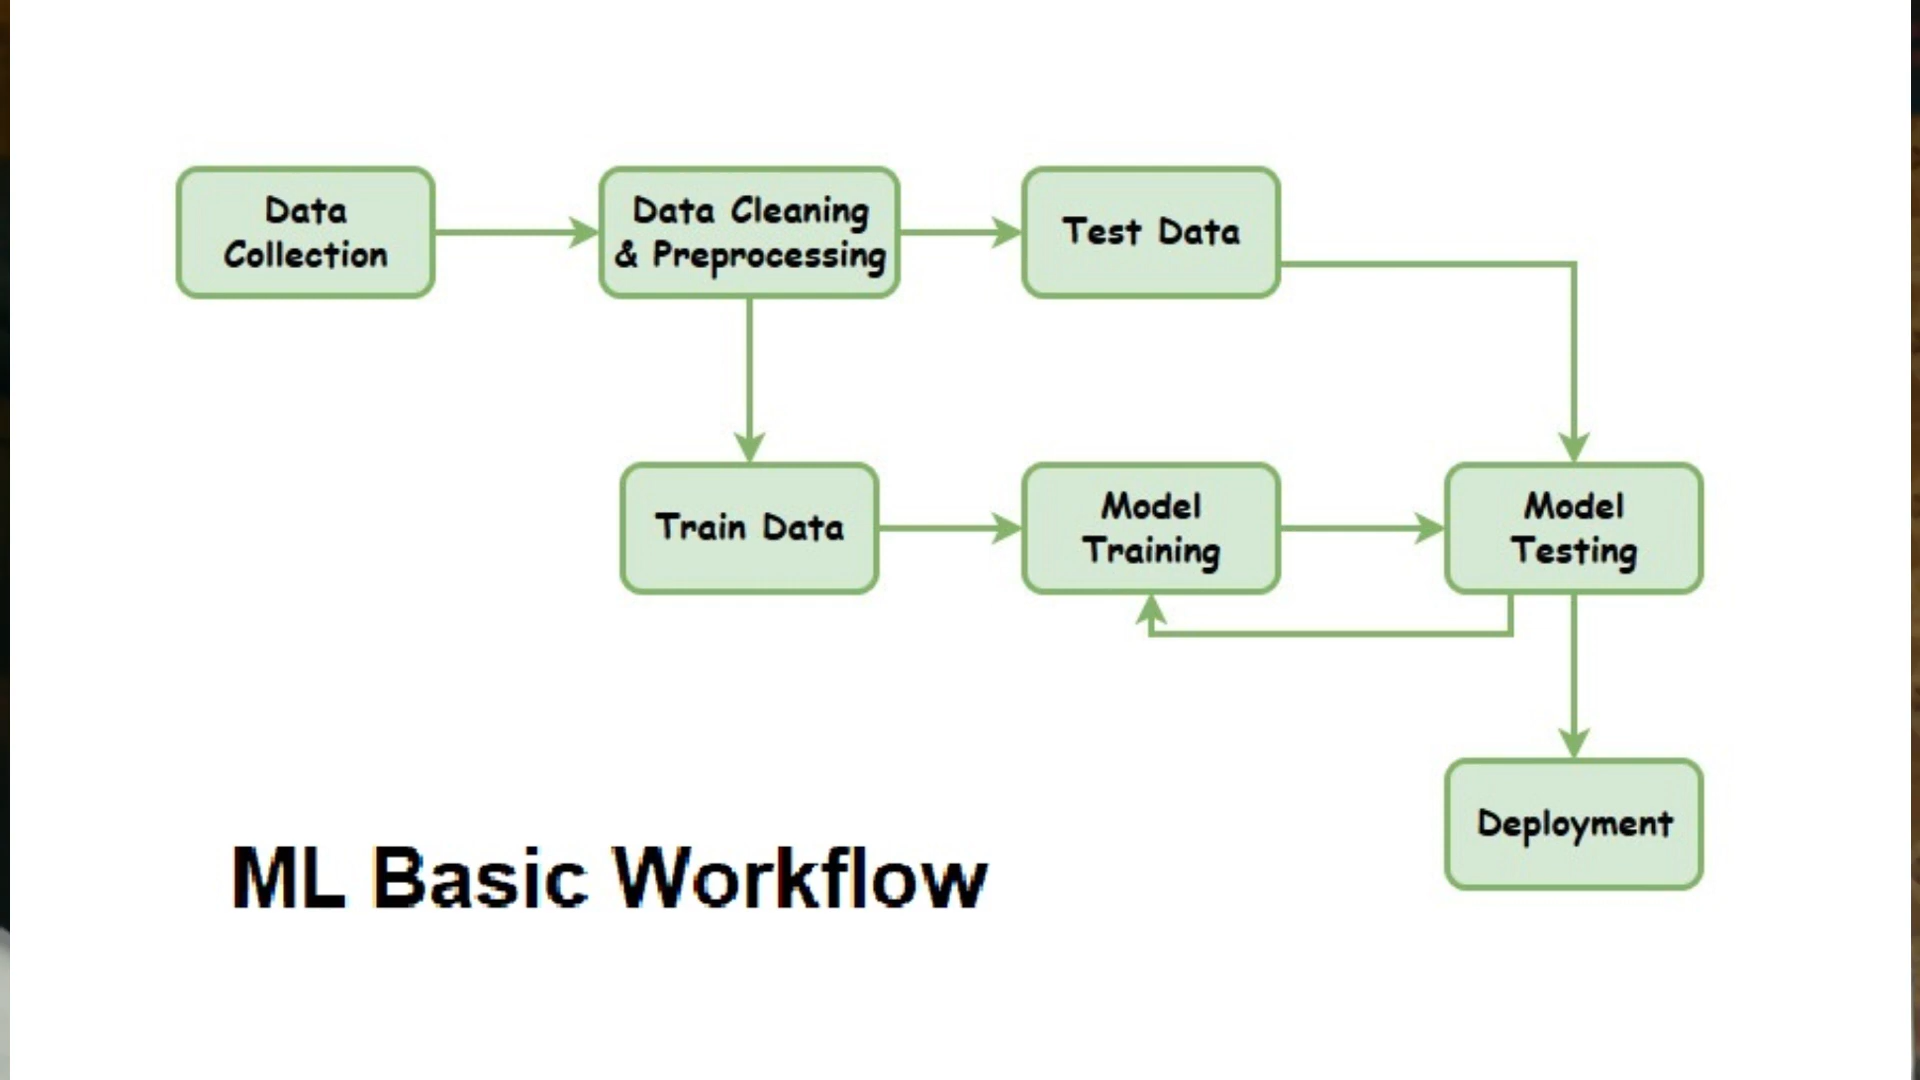 Data
Collection
Data Cleaning
& Preprocessing
Test Data
Train Data
Model
Training
Model
Testing
Deployment
ML Basic Workflow